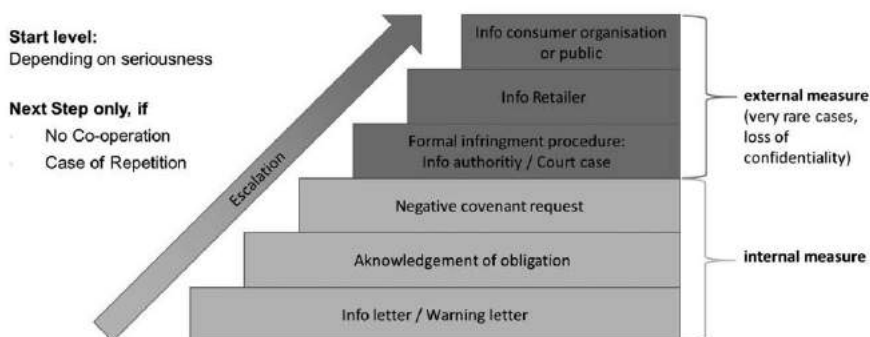 Start level:
Depending on seriousness
Next Step only, if
No Co-operation
Case of Repetition
Escalation
Info consumer organisation
or public
Info Retailer
Formal infringment procedure:
Info authoritiy / Court case
Negative covenant request
Aknowledgement of obligation
Info letter / Warning letter
external measure
(very rare cases,
loss of
confidentiality)
internal measure